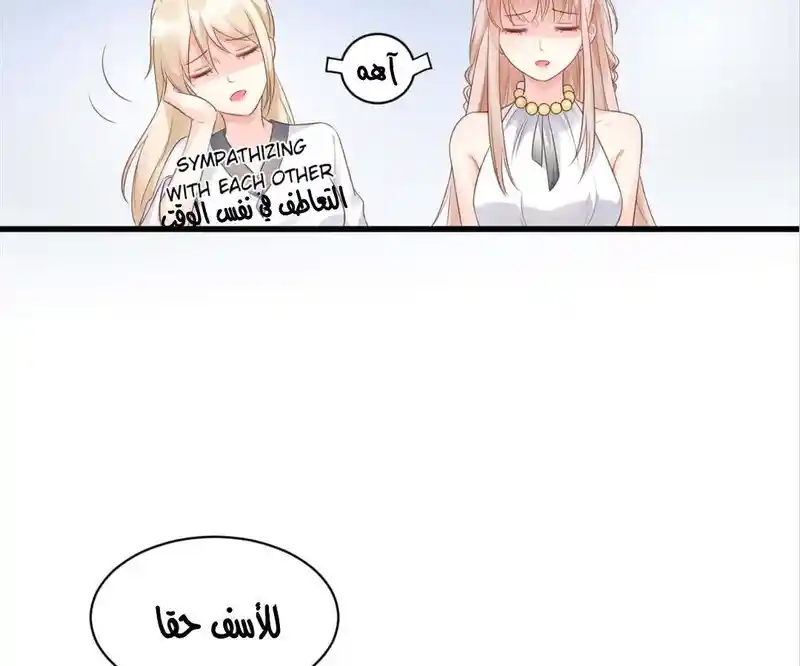 آهه
SYMPATHIZING
WITH EACH OTHER
التعاطف في نفس الوقت
للأسف حقا